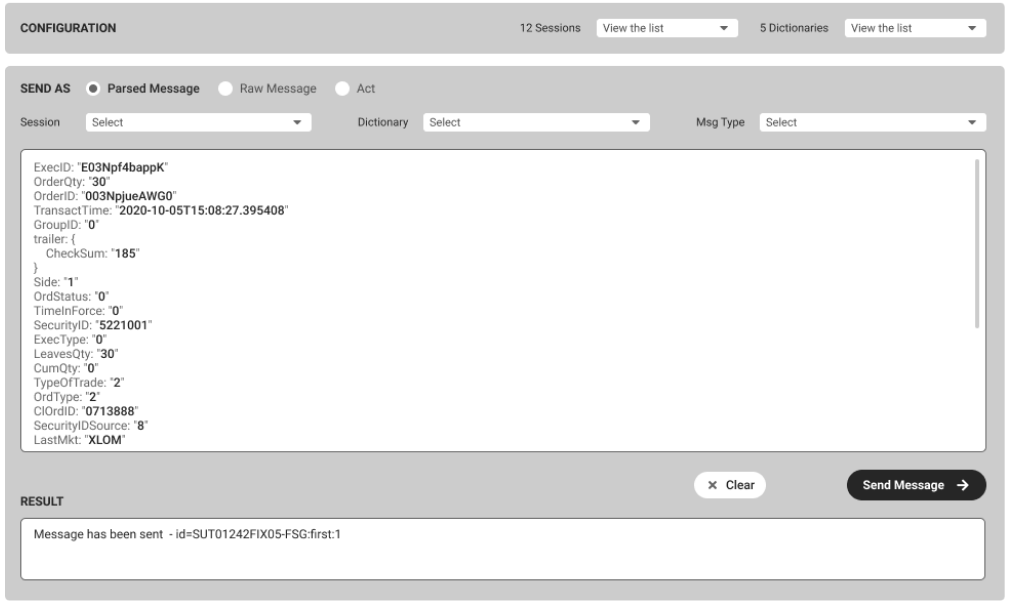 CONFIGURATION 12 Sessions View the list 5 Dictionaries View the list
SEND AS Parsed Message Raw Message Act
Session Select Dictionary Select Msg Type Select
ExecID: "E03Npf4bappK"
OrderQty: "30"
OrderID: "003NpjueAWG0"
TransactTime: "2020-10-05T15:08:27.395408"
GroupID: "0"
trailer: {
CheckSum: "185"
}
Side: "1"
OrdStatus: "0"
TimeInForce: "0"
SecurityID: "5221001"
ExecType: "0"
LeavesQty: "30"
CumQty: "0"
TypeOfTrade: "2"
OrdType: "2"
ClOrdID: "0713888"
SecurityIDSource: "8"
LastMkt: "XLOM"
Clear Send Message
RESULT
Message has been sent - id=SUT01242FIX05-FSG:first:1